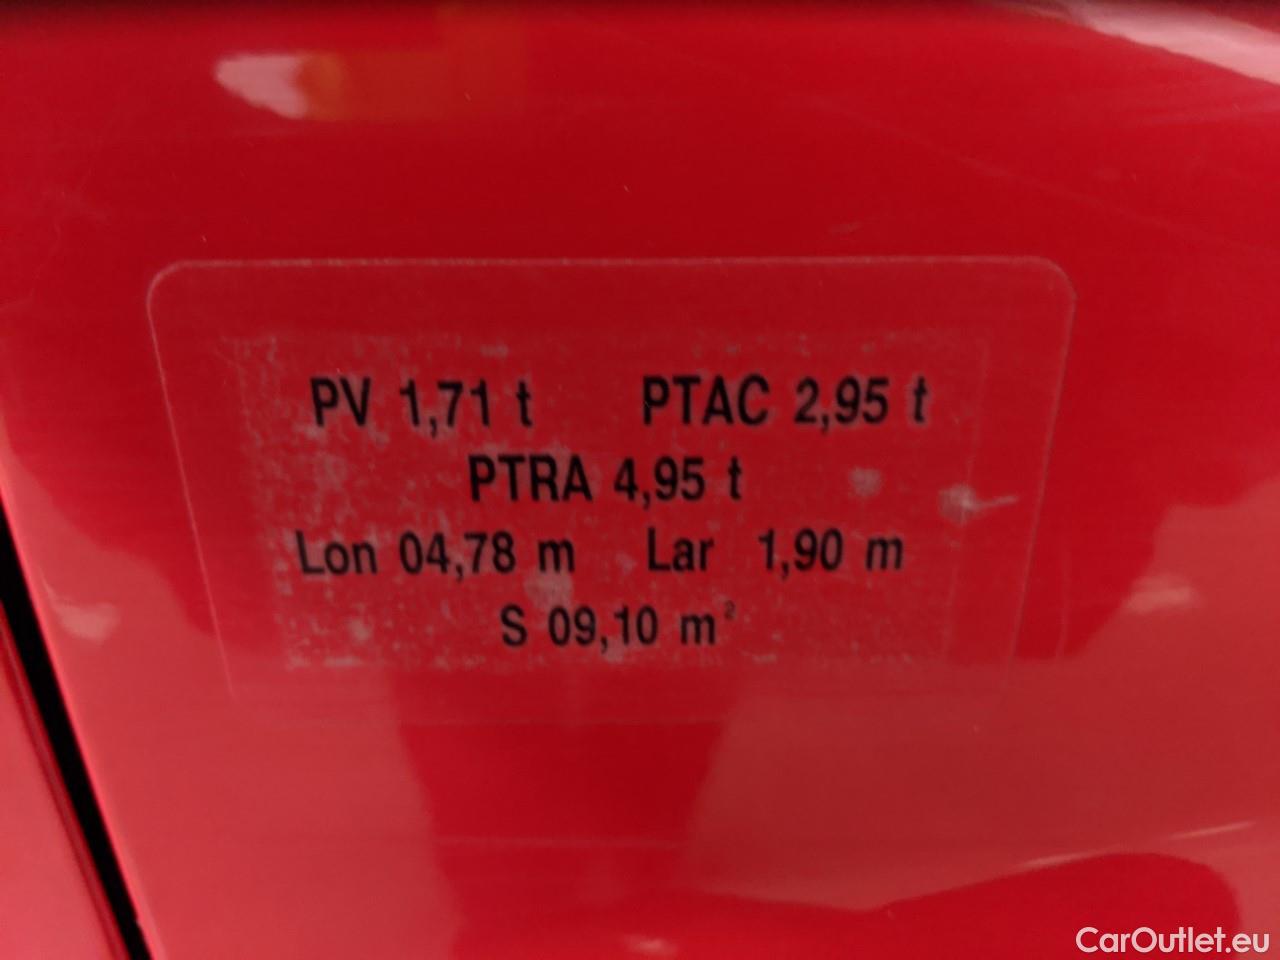 PV 1,71 t PTAC 2,95 t
PTRA 4,95 t
Lon 04,78 m Lar 1,90 m
S 09,10 m²
CarOutlet.eu